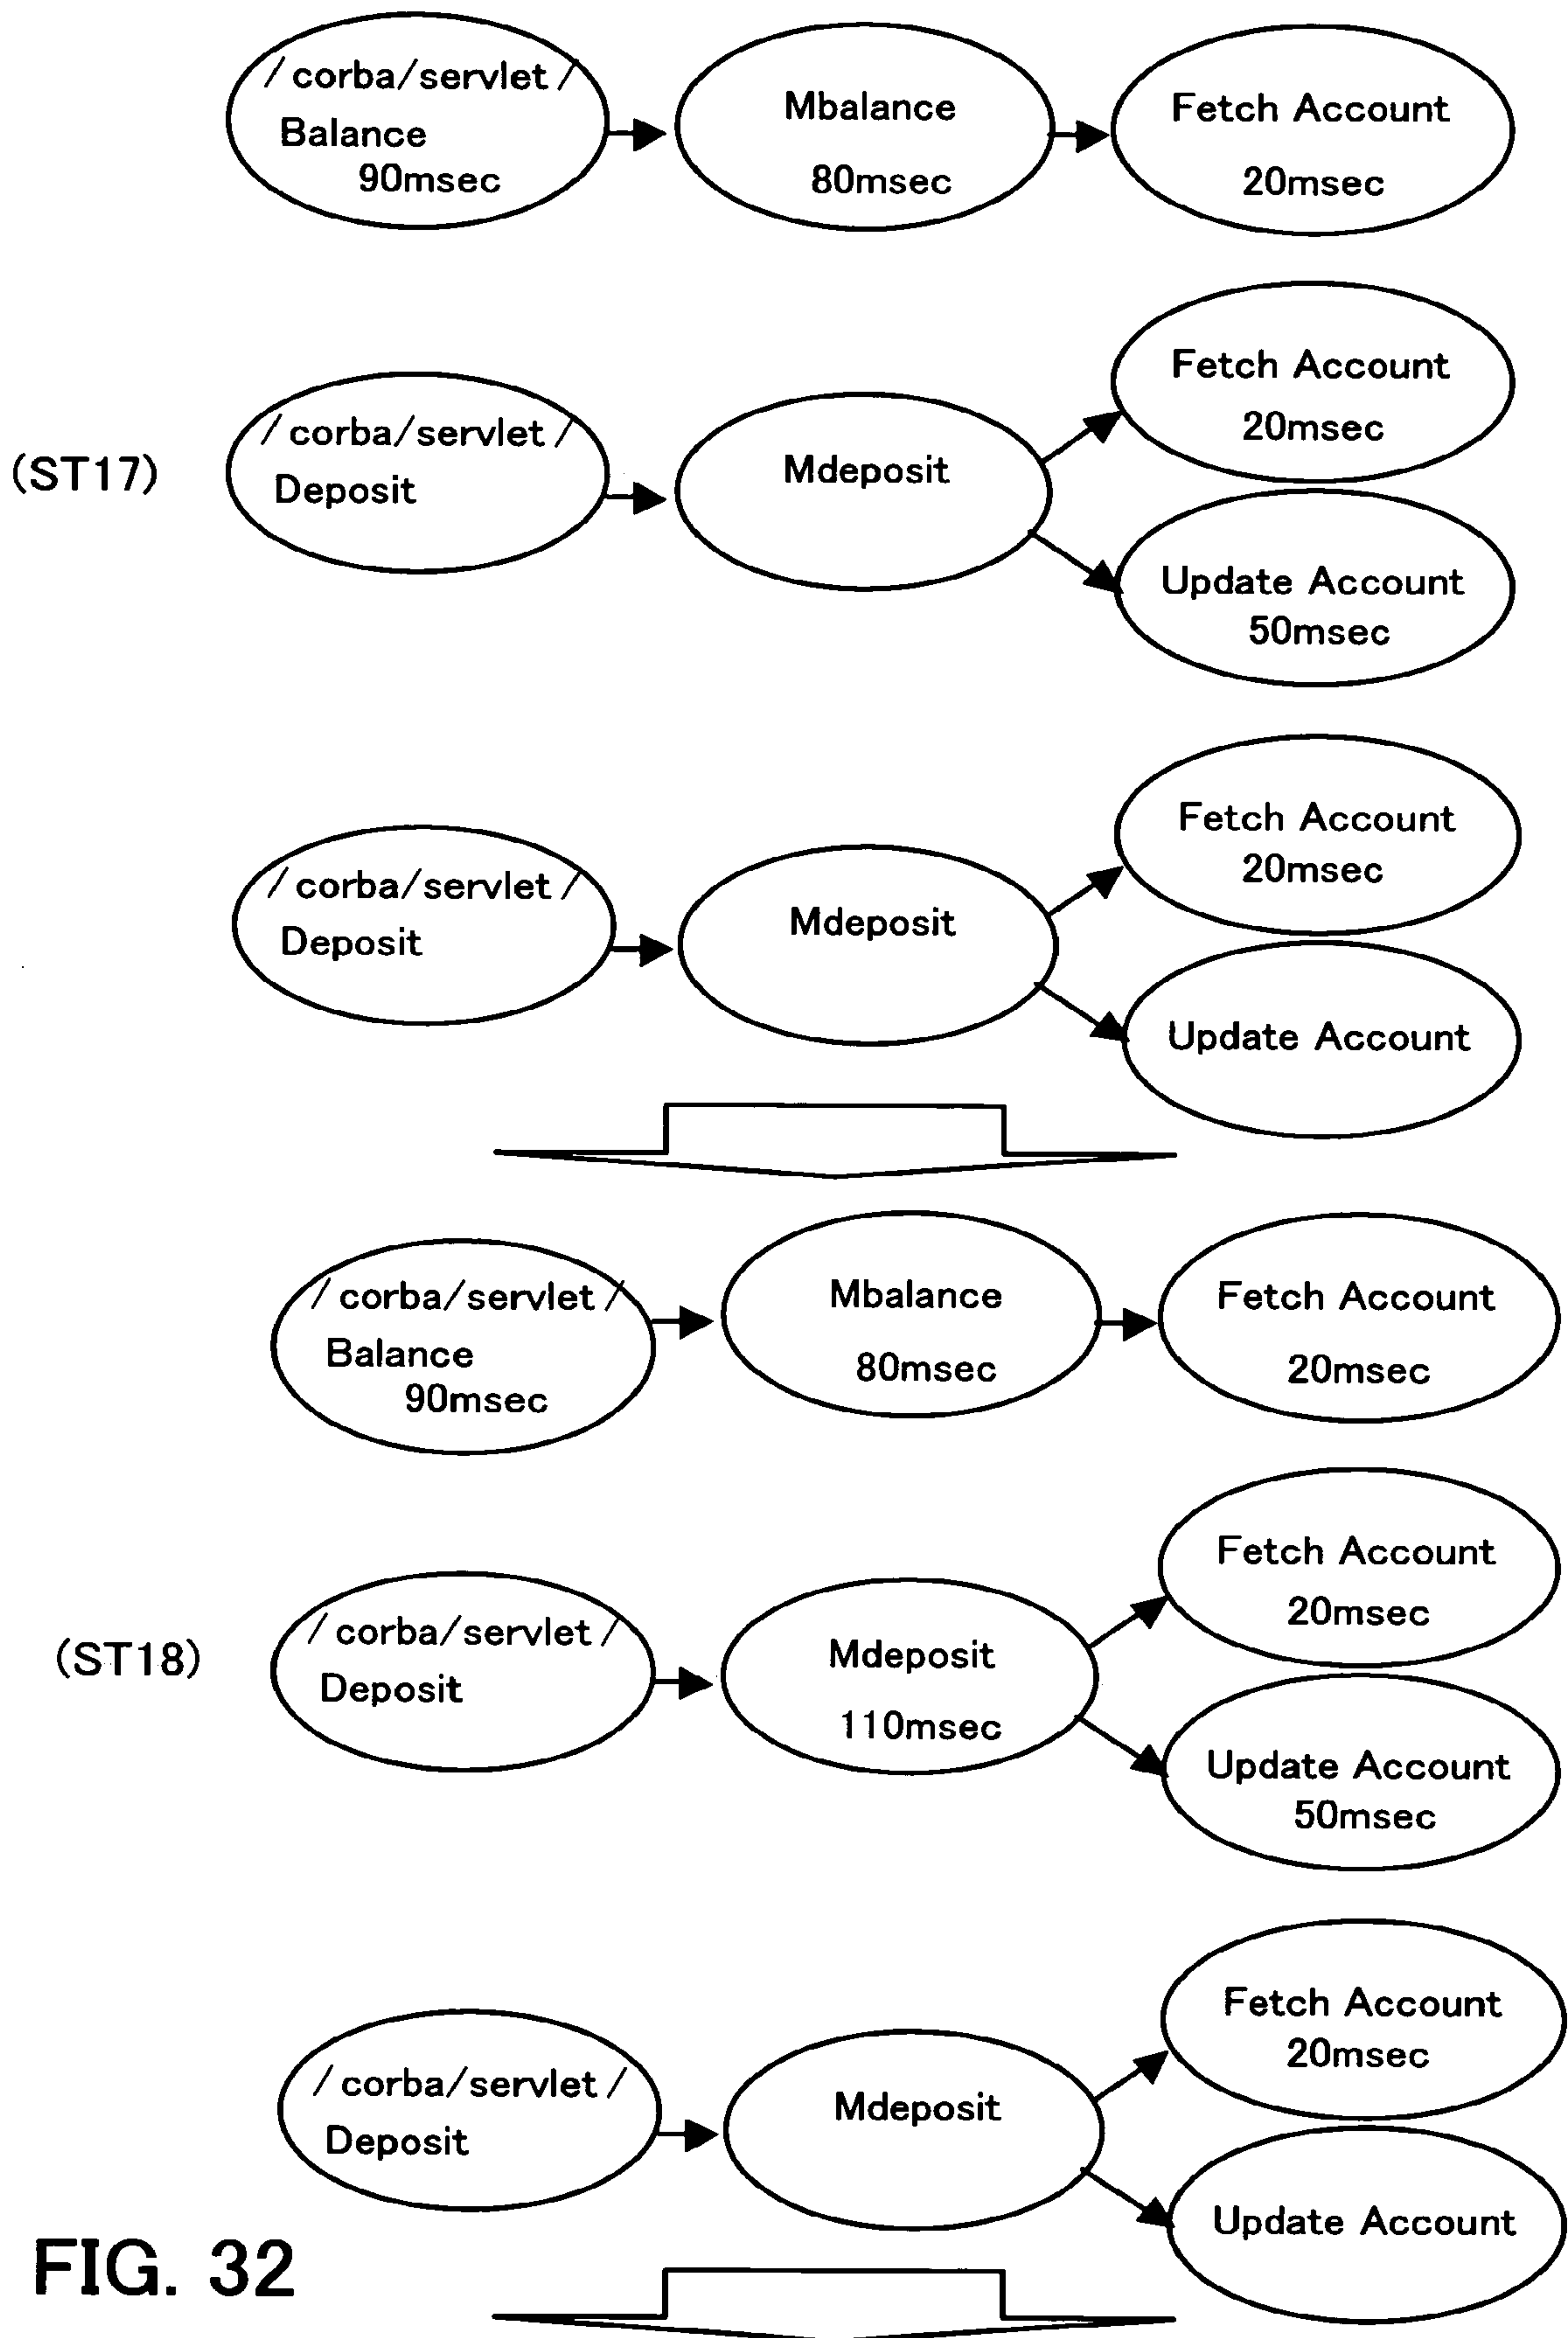 /corba/servlet/
Balance
90msec
Mbalance
80msec
Fetch Account
20msec
(ST17)
/corba/servlet/
Deposit
Mdeposit
Fetch Account
20msec
Update Account
50msec
/corba/servlet/
Deposit
Mdeposit
Fetch Account
20msec
Update Account
/corba/servlet/
Balance
90msec
Mbalance
80msec
Fetch Account
20msec
(ST18)
/corba/servlet/
Deposit
Mdeposit
110msec
Fetch Account
20msec
Update Account
50msec
/corba/servlet/
Deposit
Mdeposit
Fetch Account
20msec
Update Account
FIG. 32